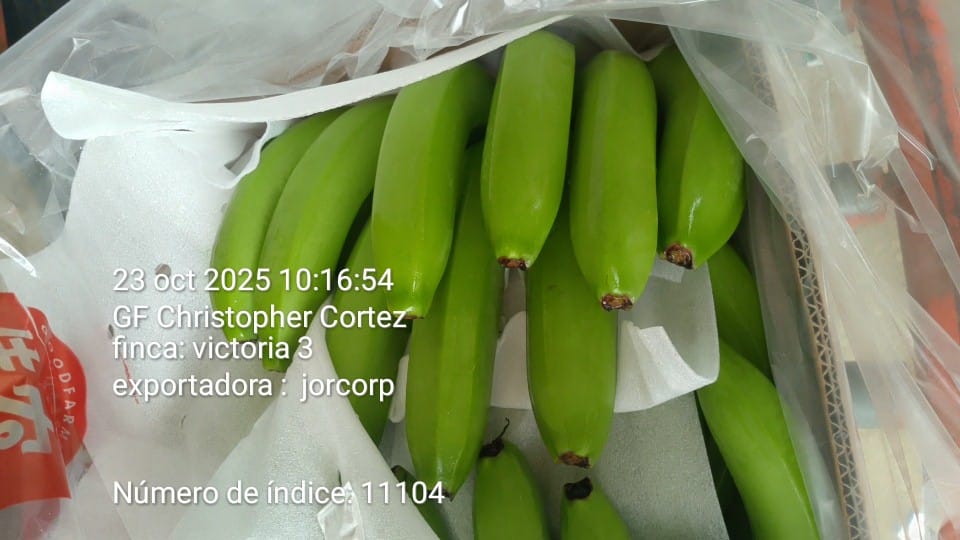 23 oct 2025 10:16:54
GF Christopher Cortez
finca: victoria 3
exportadora : jorcorp
Número de índice: 11104